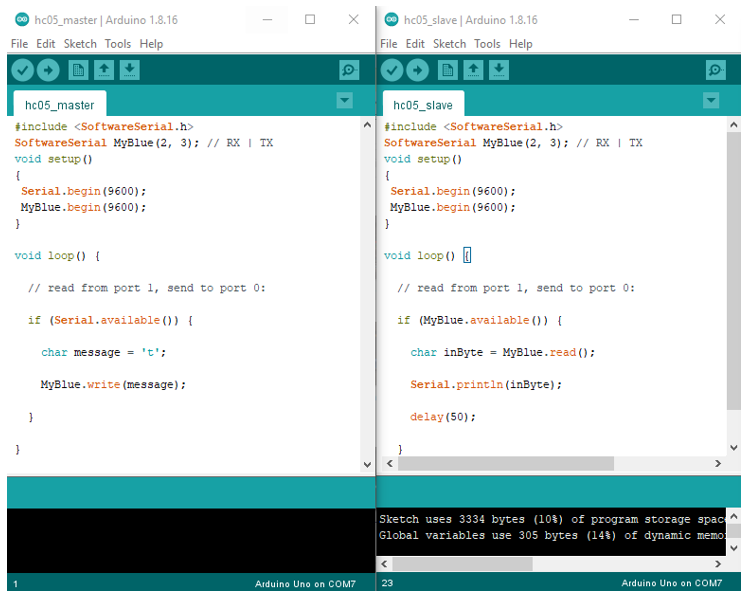 hc05_master | Arduino 1.8.16
File Edit Sketch Tools Help
hc05_master
#include <SoftwareSerial.h>
SoftwareSerial MyBlue(2, 3); // RX | TX
void setup()
{
Serial.begin(9600);
MyBlue.begin(9600);
}
void loop() {
// read from port 1, send to port 0:
if (Serial.available()) {
char message = 't';
MyBlue.write(message);
}
}
1
Arduino Uno on COM7
hc05_slave | Arduino 1.8.16
File Edit Sketch Tools Help
hc05_slave
#include <SoftwareSerial.h>
SoftwareSerial MyBlue(2, 3); // RX | TX
void setup()
{
Serial.begin(9600);
MyBlue.begin(9600);
}
void loop() {
// read from port 1, send to port 0:
if (MyBlue.available()) {
char inByte = MyBlue.read();
Serial.println(inByte);
delay(50);
}
Sketch uses 3334 bytes (10%) of program storage spac
Global variables use 305 bytes (14%) of dynamic memo
23
Arduino Uno on COM7